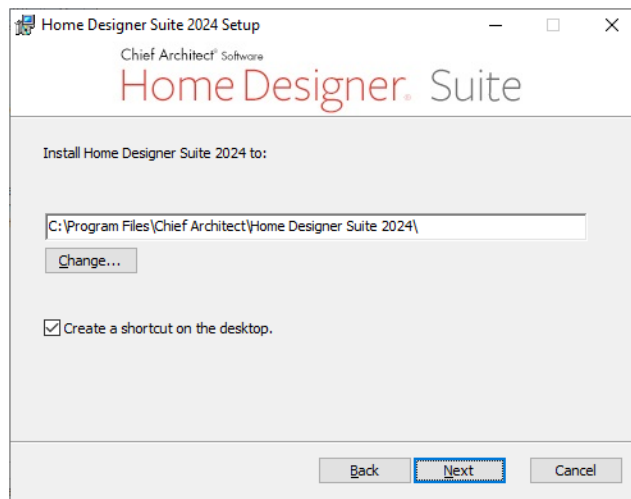 Home Designer Suite 2024 Setup
Chief Architect® Software
Home Designer® Suite
Install Home Designer Suite 2024 to:
C:\Program Files\Chief Architect\Home Designer Suite 2024\
Change...
Create a shortcut on the desktop.
Back Next Cancel